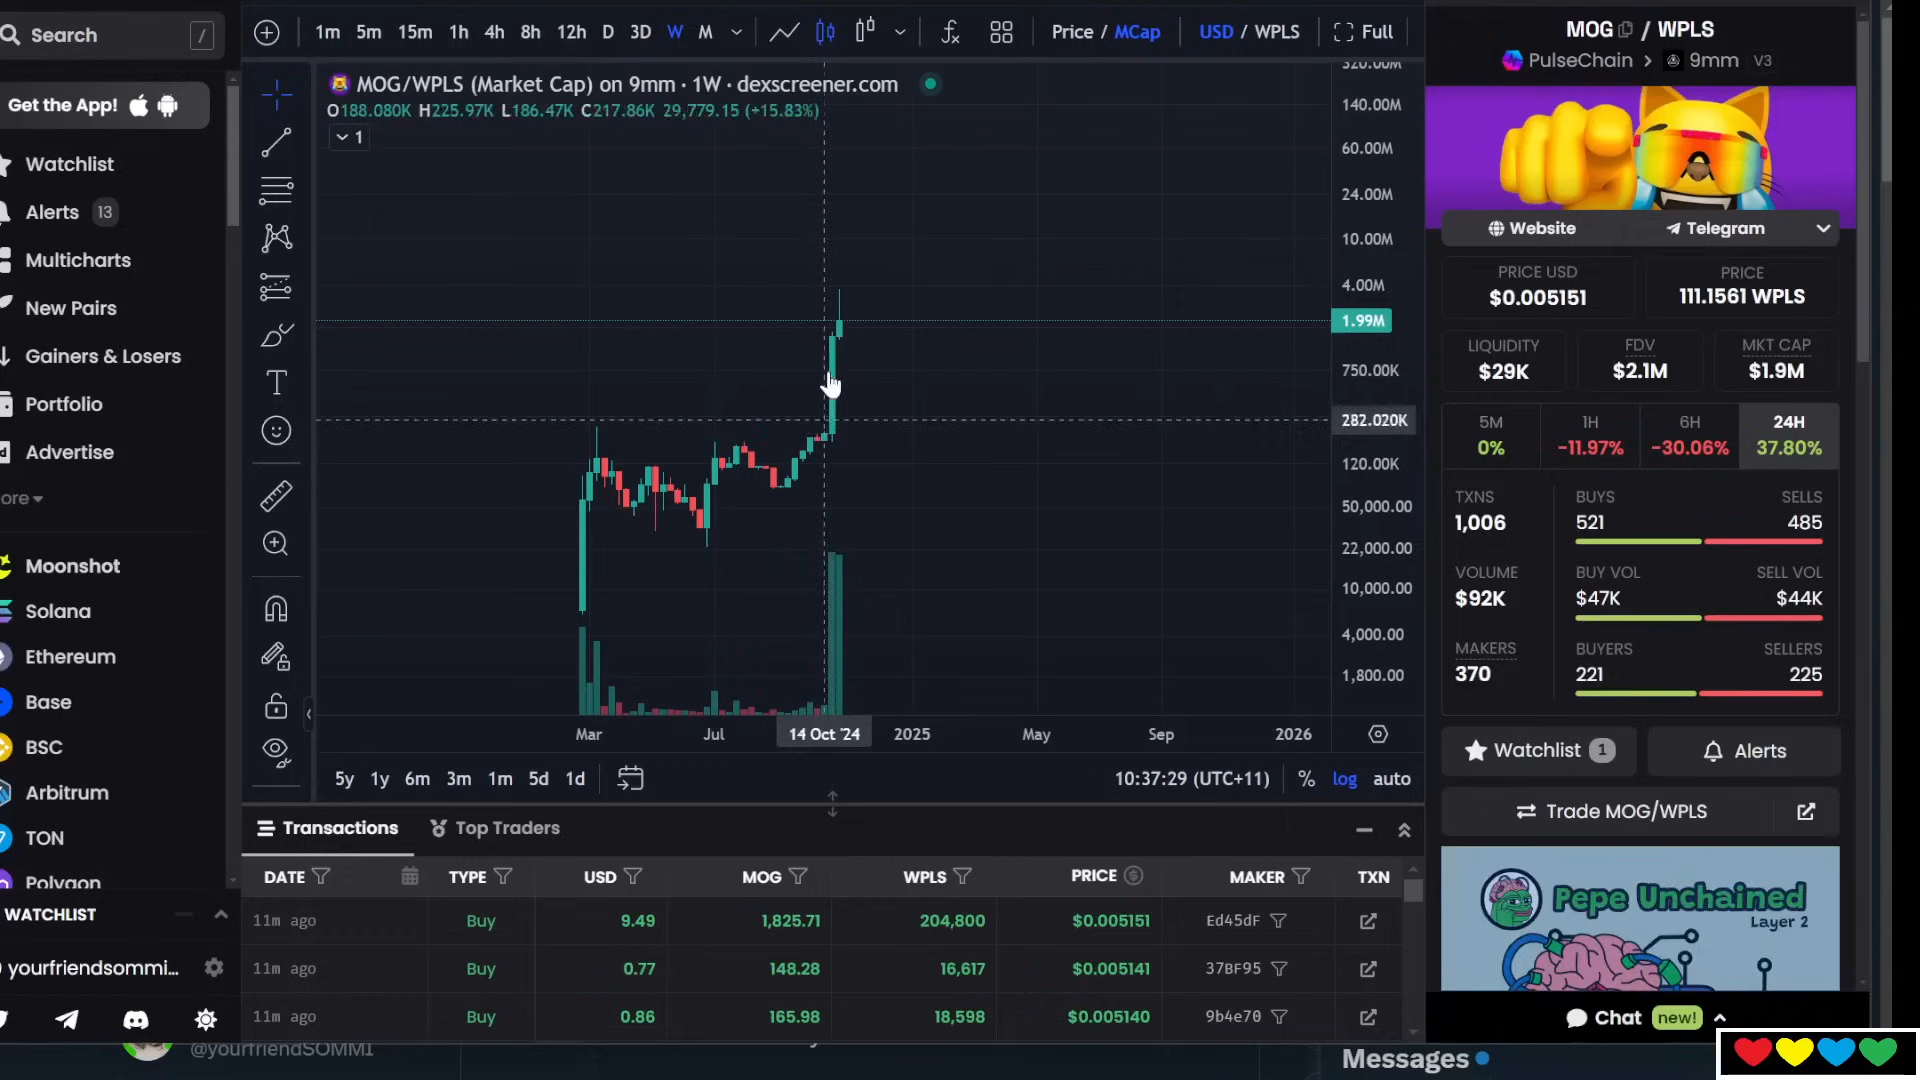 Search /
Get the App!
Watchlist
Alerts 13
Multicharts
New Pairs
Gainers & Losers
Portfolio
Advertise
ore
Moonshot
Solana
Ethereum
Base
BSC
Arbitrum
TON
Polygon
WATCHLIST
yourfriendsommi...
1m 5m 15m 1h 4h 8h 12h D 3D W M Price / MCap USD / WPLS Full
MOG/WPLS (Market Cap) on 9mm · 1W · dexscreener.com
O188.080K H225.97K L186.47K C217.86K 29,779.15 (+15.83%)
1
320.00M
140.00M
60.00M
24.00M
10.00M
4.00M
1.99M
750.00K
282.020K
120.00K
50,000.00
22,000.00
10,000.00
4,000.00
1,800.00
Mar Jul 14 Oct '24 2025 May Sep 2026
5y 1y 6m 3m 1m 5d 1d 10:37:29 (UTC+11) % log auto
Transactions Top Traders
DATE TYPE USD MOG WPLS PRICE MAKER TXN
11m ago Buy 9.49 1,825.71 204,800 $0.005151 Ed45dF
11m ago Buy 0.77 148.28 16,617 $0.005141 37BF95
11m ago Buy 0.86 165.98 18,598 $0.005140 9b4e70
MOG / WPLS
PulseChain > 9mm V3
Website Telegram
PRICE USD PRICE
$0.005151 111.1561 WPLS
LIQUIDITY FDV MKT CAP
$29K $2.1M $1.9M
5M 1H 6H 24H
0% -11.97% -30.06% 37.80%
TXNS BUYS SELLS
1,006 521 485
VOLUME BUY VOL SELL VOL
$92K $47K $44K
MAKERS BUYERS SELLERS
370 221 225
Watchlist 1 Alerts
Trade MOG/WPLS
Pepe Unchained
Layer 2
Chat new!
@yourfriendSOMMI
Messages